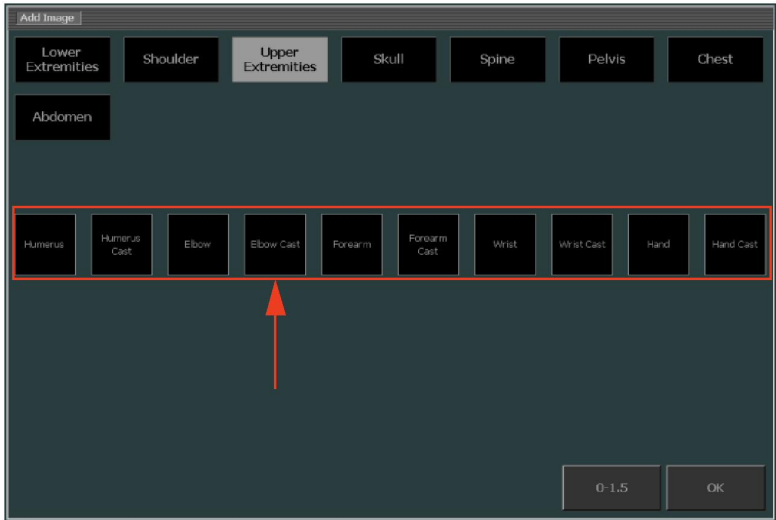 Add Image
Lower
Extremities
Shoulder
Upper
Extremities
Skull
Spine
Pelvis
Chest
Abdomen
Humerus
Humerus
Cast
Elbow
Elbow Cast
Forearm
Forearm
Cast
Wrist
Wrist Cast
Hand
Hand Cast
0-1.5
OK